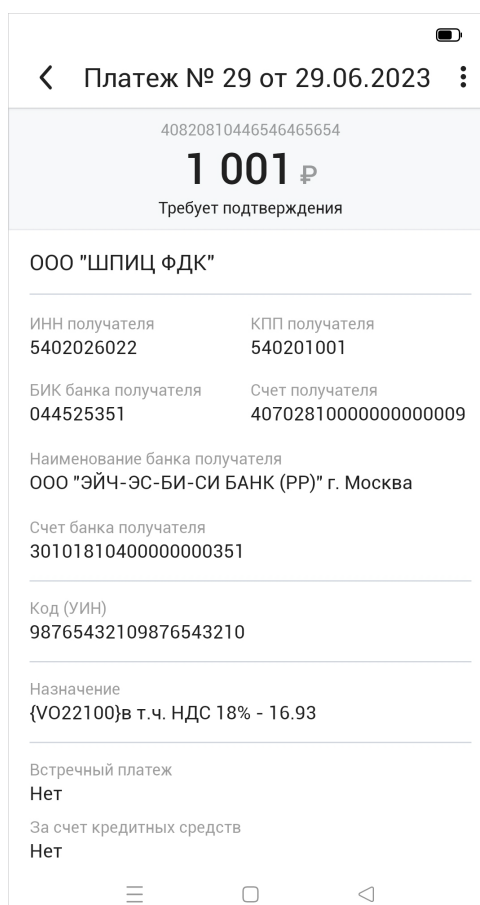 Платеж № 29 от 29.06.2023
40820810446546465654
1 001 ₽
Требует подтверждения
ООО "ШПИЦ ФДК"
ИНН получателя КПП получателя
5402026022 540201001
БИК банка получателя Счет получателя
044525351 40702810000000000009
Наименование банка получателя
ООО "ЭЙЧ-ЭС-БИ-СИ БАНК (РР)" г. Москва
Счет банка получателя
30101810400000000351
Код (УИН)
98765432109876543210
Назначение
{VO22100}в т.ч. НДС 18% - 16.93
Встречный платеж
Нет
За счет кредитных средств
Нет